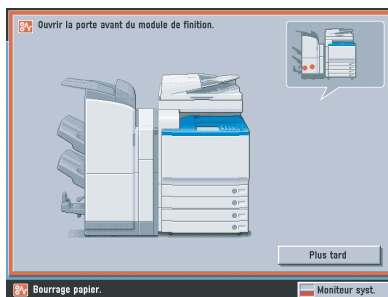 Ouvrir la porte avant du module de finition.
Plus tard
Bourrage papier.
Moniteur syst.